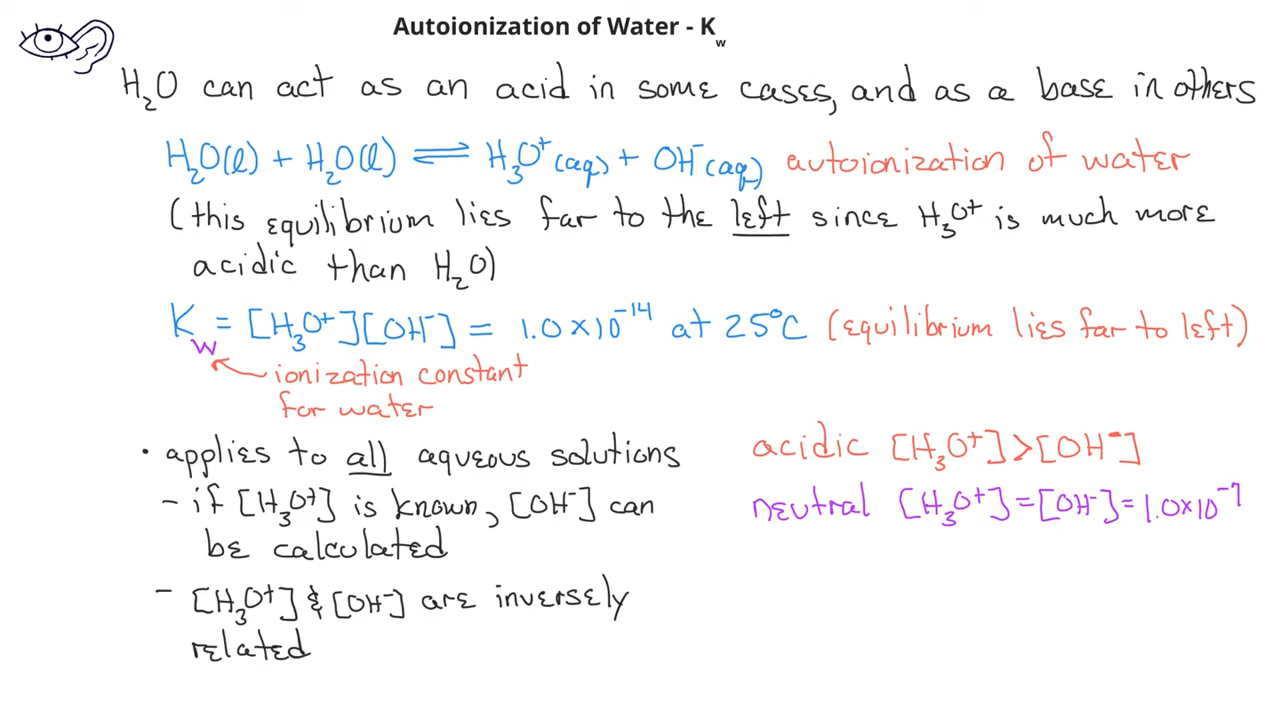 Autoionization of Water - Kw
H₂O can act as an acid in some cases, and as a base in others
H₂O(l) + H₂O(l) ⇌ H₃O⁺(aq) + OH⁻(aq) autoionization of water
(this equilibrium lies far to the left since H₃O⁺ is much more
acidic than H₂O)
Kw = [H₃O⁺][OH⁻] = 1.0×10⁻¹⁴ at 25°C (equilibrium lies far to left)
ionization constant
for water
• applies to all aqueous solutions
- if [H₃O⁺] is known, [OH⁻] can
be calculated
- [H₃O⁺] & [OH⁻] are inversely
related
acidic [H₃O⁺] > [OH⁻]
neutral [H₃O⁺] = [OH⁻] = 1.0×10⁻⁷